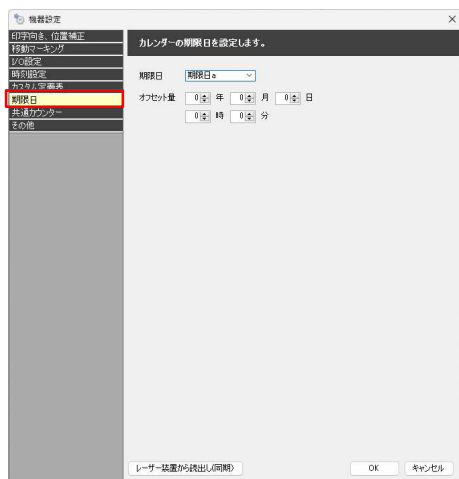 機器設定
印字向き、位置補正
移動マーキング
I/O設定
時刻設定
カスタム定義表
期限日
共通カウンター
その他
カレンダーの期限日を設定します。
期限日 期限日a
オフセット量 0 年 0 月 0 日
0 時 0 分
レーザー装置から読出し(同期) OK キャンセル